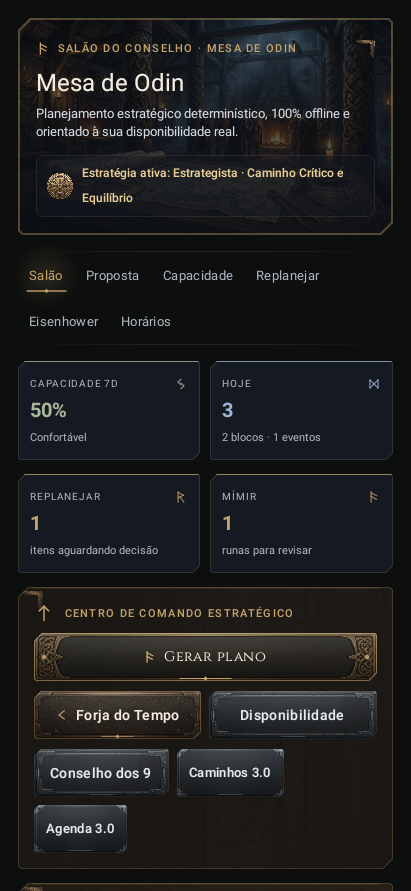 SALÃO DO CONSELHO · MESA DE ODIN
Mesa de Odin
Planejamento estratégico determinístico, 100% offline e
orientado à sua disponibilidade real.
Estratégia ativa: Estrategista · Caminho Crítico e
Equilíbrio
Salão Proposta Capacidade Replanejar
Eisenhower Horários
CAPACIDADE 7D ᛃ HOJE ᛞ
50% 3
Confortável 2 blocos · 1 eventos
REPLANEJAR ᚱ MÍMIR ᚨ
1 1
itens aguardando decisão runas para revisar
CENTRO DE COMANDO ESTRATÉGICO
ᚨ GERAR PLANO
Forja do Tempo Disponibilidade
Conselho dos 9 Caminhos 3.0
Agenda 3.0